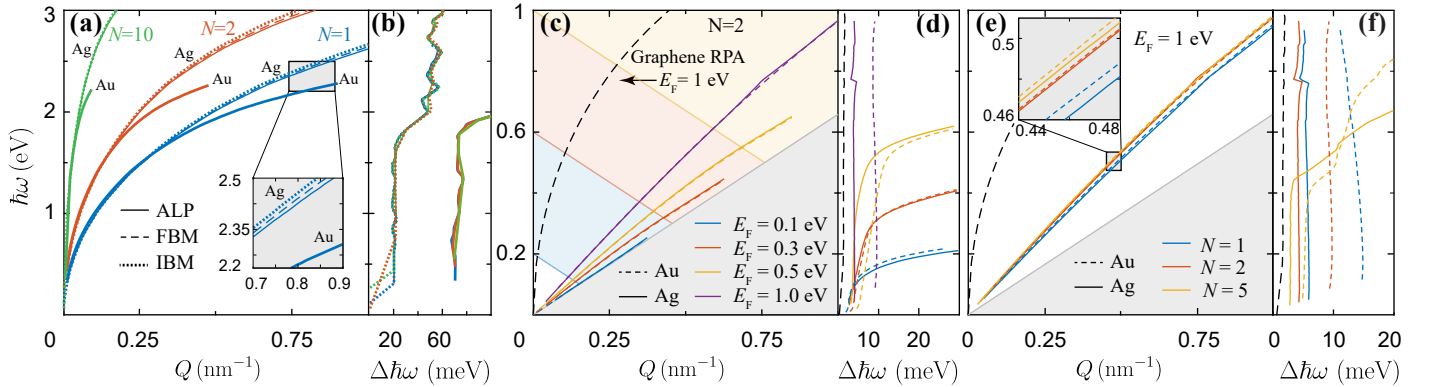 (a)
N=10
N=2
N=1
Ag
Ag
Ag
Au
Au
Au
3
2
1
ħω (eV)
ALP
FBM
IBM
2.5
2.35
2.2
Ag
Au
0.7 0.8 0.9
0 0.25 0.75
Q (nm⁻¹)
(b)
20 60
Δħω (meV)
(c)
N=2
Graphene RPA
E_F = 1 eV
1
0.6
0.2
E_F = 0.1 eV
E_F = 0.3 eV
E_F = 0.5 eV
E_F = 1.0 eV
Au
Ag
0 0.25 0.75
Q (nm⁻¹)
(d)
10 20
Δħω (meV)
(e)
E_F = 1 eV
0.5
0.46
0.44 0.48
Au
Ag
N = 1
N = 2
N = 5
0 0.25 0.75
Q (nm⁻¹)
(f)
0 10 20
Δħω (meV)